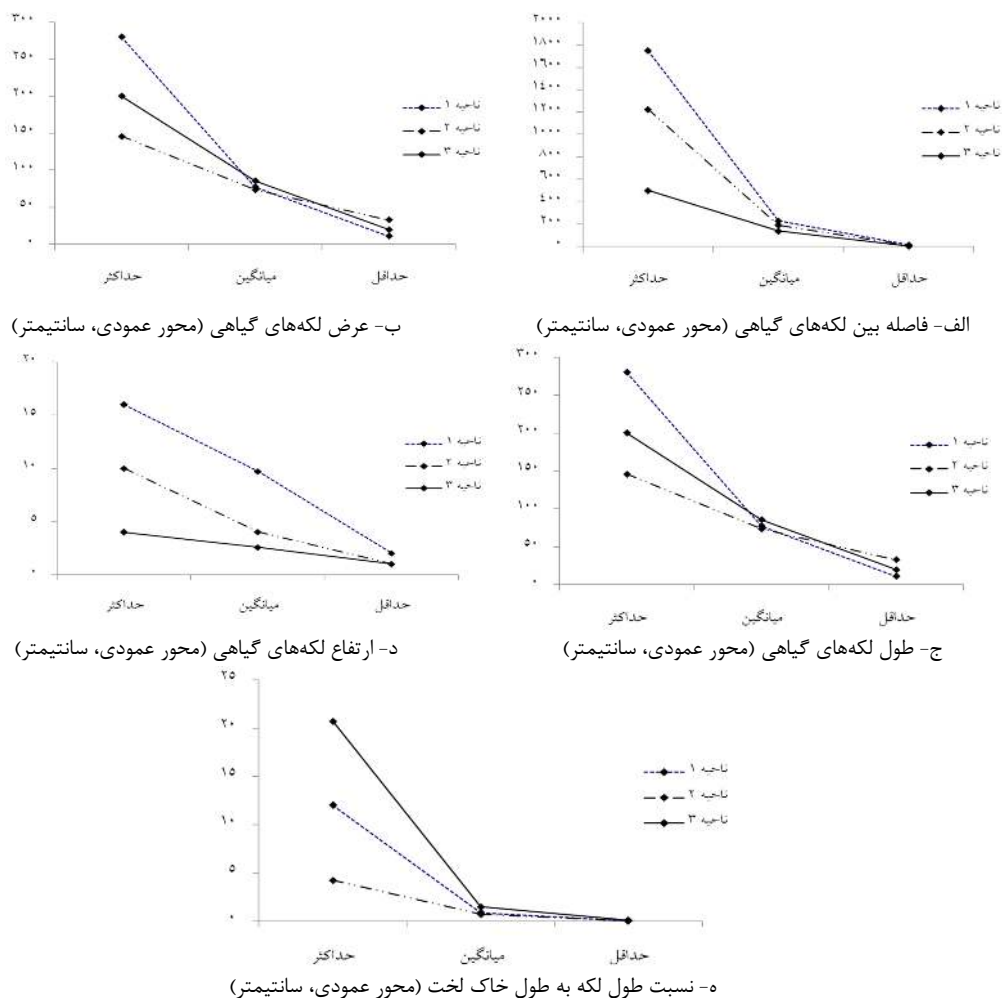 ۲۰۰۰
۱۸۰۰
۱۶۰۰
۱۴۰۰
۱۲۰۰
۱۰۰۰
۸۰۰
۶۰۰
۴۰۰
۲۰۰
۰
ناحیه ۱
ناحیه ۲
ناحیه ۳
حداکثر میانگین حداقل
الف- فاصله بین لکه‌های گیاهی (محور عمودی، سانتیمتر)
۳۰۰
۲۵۰
۲۰۰
۱۵۰
۱۰۰
۵۰
۰
ناحیه ۱
ناحیه ۲
ناحیه ۳
حداکثر میانگین حداقل
ب- عرض لکه‌های گیاهی (محور عمودی، سانتیمتر)
۳۰۰
۲۵۰
۲۰۰
۱۵۰
۱۰۰
۵۰
۰
ناحیه ۱
ناحیه ۲
ناحیه ۳
حداکثر میانگین حداقل
ج- طول لکه‌های گیاهی (محور عمودی، سانتیمتر)
۲۰
۱۵
۱۰
۵
۰
ناحیه ۱
ناحیه ۲
ناحیه ۳
حداکثر میانگین حداقل
د- ارتفاع لکه‌های گیاهی (محور عمودی، سانتیمتر)
۲۵
۲۰
۱۵
۱۰
۵
۰
ناحیه ۱
ناحیه ۲
ناحیه ۳
حداکثر میانگین حداقل
ه- نسبت طول لکه به طول خاک لخت (محور عمودی، سانتیمتر)